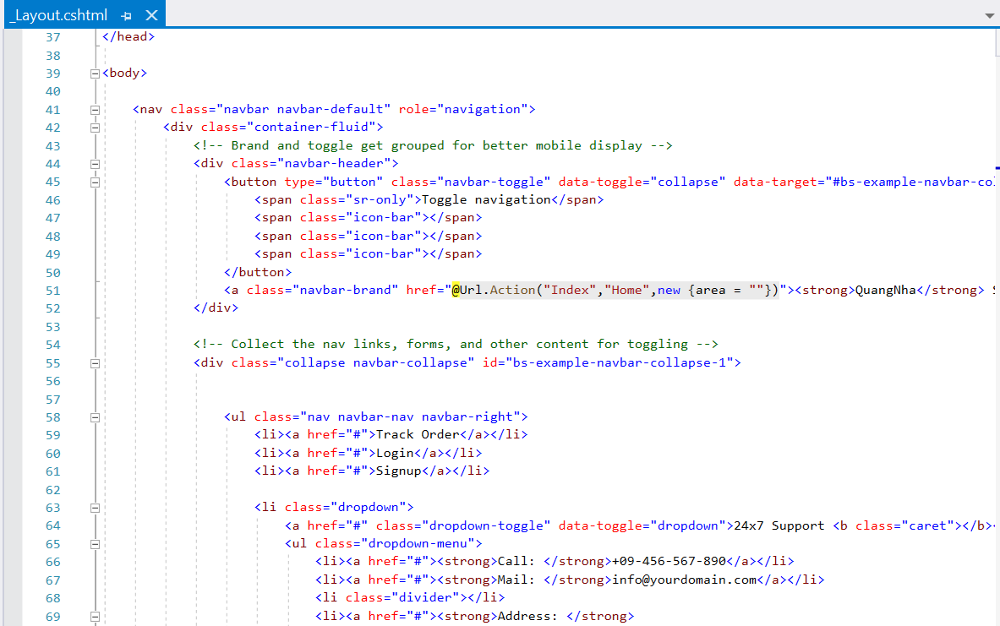 _Layout.cshtml
37 </head>
38
39 <body>
40
41 <nav class="navbar navbar-default" role="navigation">
42 <div class="container-fluid">
43 <!-- Brand and toggle get grouped for better mobile display -->
44 <div class="navbar-header">
45 <button type="button" class="navbar-toggle" data-toggle="collapse" data-target="#bs-example-navbar-col
46 <span class="sr-only">Toggle navigation</span>
47 <span class="icon-bar"></span>
48 <span class="icon-bar"></span>
49 <span class="icon-bar"></span>
50 </button>
51 <a class="navbar-brand" href="@Url.Action("Index","Home",new {area = ""})"><strong>QuangNha</strong> S
52 </div>
53
54 <!-- Collect the nav links, forms, and other content for toggling -->
55 <div class="collapse navbar-collapse" id="bs-example-navbar-collapse-1">
56
57
58 <ul class="nav navbar-nav navbar-right">
59 <li><a href="#">Track Order</a></li>
60 <li><a href="#">Login</a></li>
61 <li><a href="#">Signup</a></li>
62
63 <li class="dropdown">
64 <a href="#" class="dropdown-toggle" data-toggle="dropdown">24x7 Support <b class="caret"></b><
65 <ul class="dropdown-menu">
66 <li><a href="#"><strong>Call: </strong>+09-456-567-890</a></li>
67 <li><a href="#"><strong>Mail: </strong>info@yourdomain.com</a></li>
68 <li class="divider"></li>
69 <li><a href="#"><strong>Address: </strong>